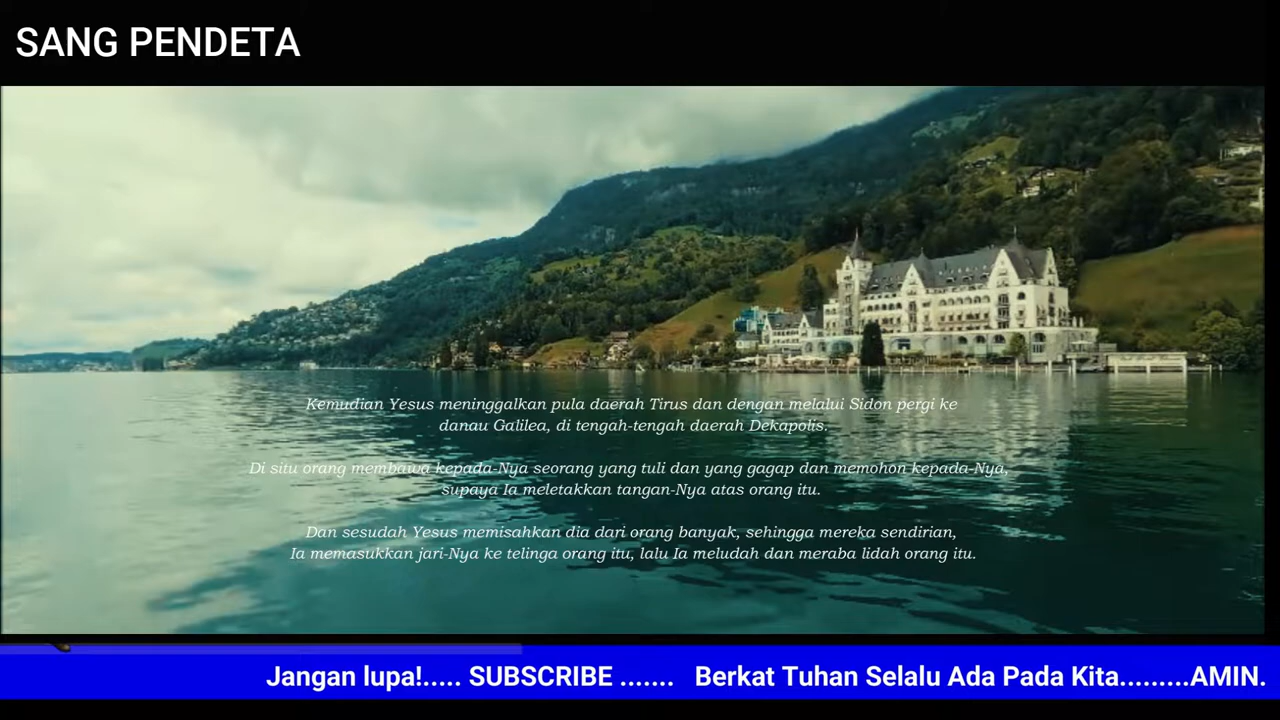 SANG PENDETA
Kemudian Yesus meninggalkan pula daerah Tirus dan dengan melalui Sidon pergi ke
danau Galilea, di tengah-tengah daerah Dekapolis.
Di situ orang membawa kepada-Nya seorang yang tuli dan yang gagap dan memohon kepada-Nya,
supaya Ia meletakkan tangan-Nya atas orang itu.
Dan sesudah Yesus memisahkan dia dari orang banyak, sehingga mereka sendirian,
Ia memasukkan jari-Nya ke telinga orang itu, lalu Ia meludah dan meraba lidah orang itu.
Jangan lupa!..... SUBSCRIBE ....... Berkat Tuhan Selalu Ada Pada Kita.........AMIN.